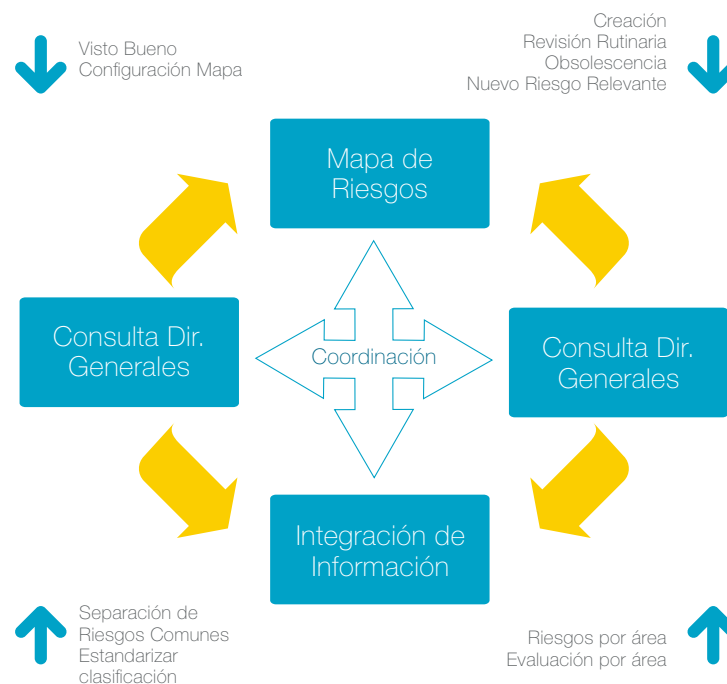 Visto Bueno
Configuración Mapa
Creación
Revisión Rutinaria
Obsolescencia
Nuevo Riesgo Relevante
Mapa de
Riesgos
Consulta Dir.
Generales
Coordinación
Consulta Dir.
Generales
Integración de
Información
Separación de
Riesgos Comunes
Estandarizar
clasificación
Riesgos por área
Evaluación por área